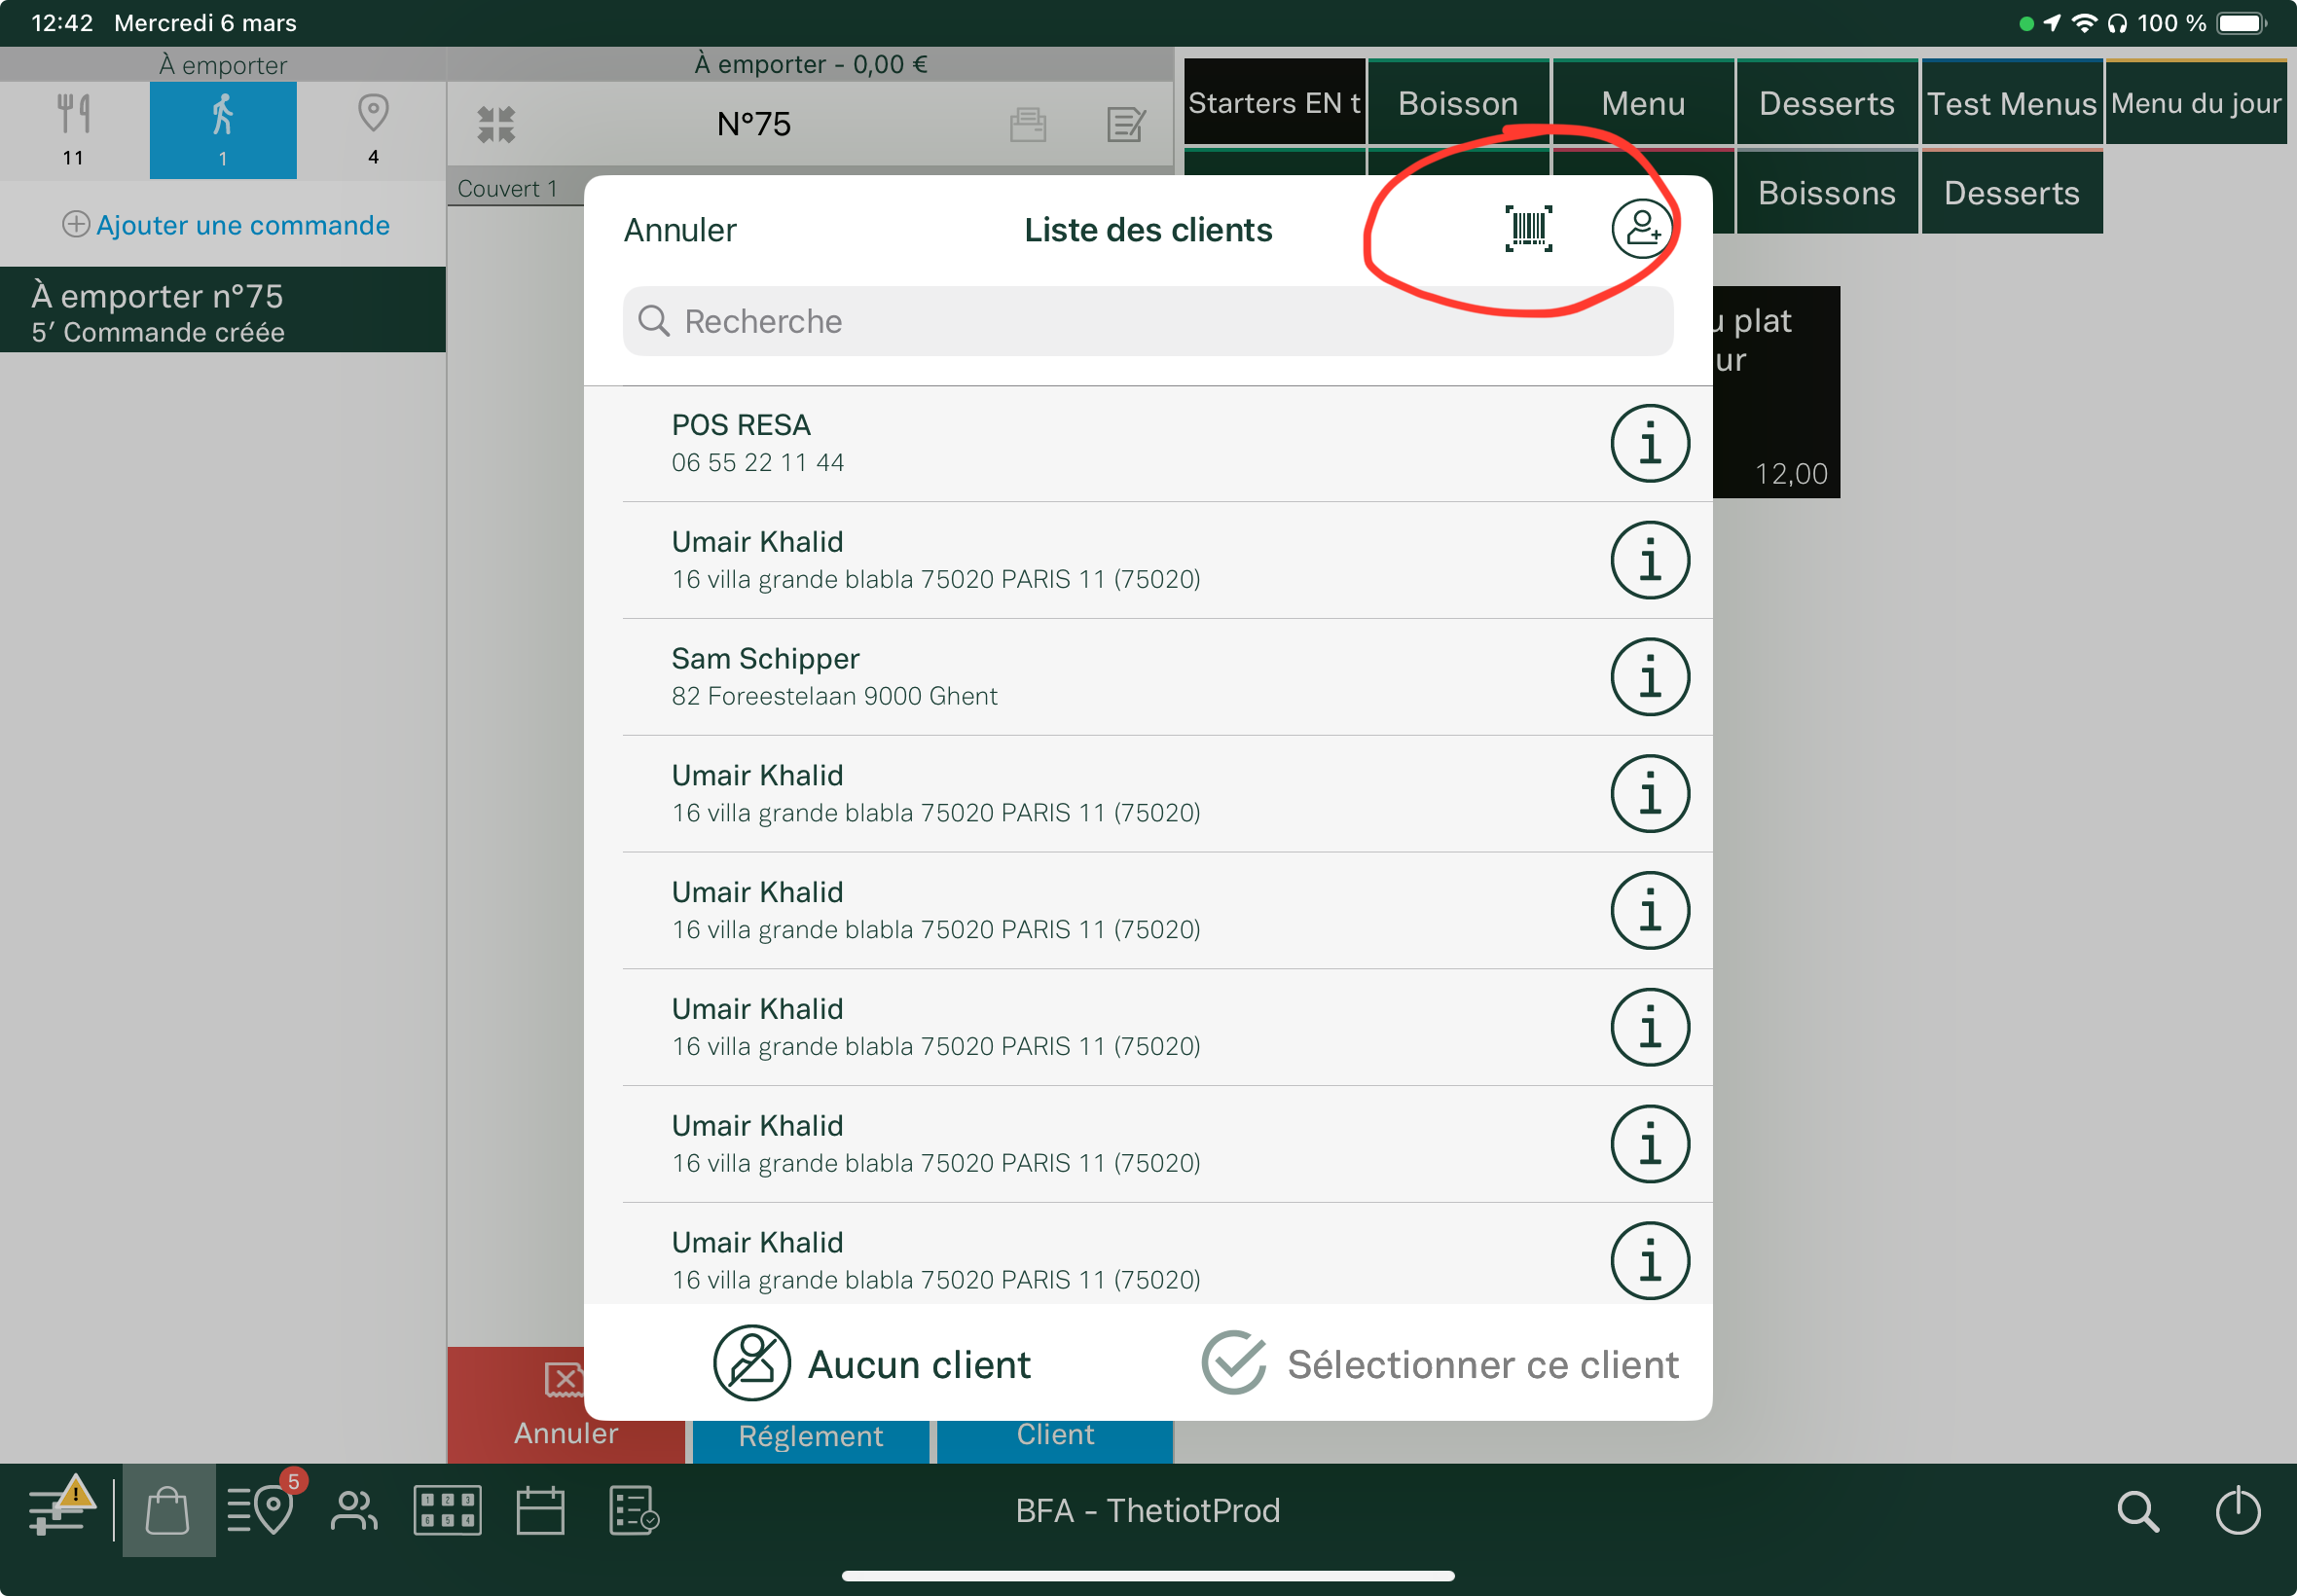 12:42 Mercredi 6 mars
100 %
À emporter
11
1
4
Ajouter une commande
À emporter n°75
5′ Commande créée
À emporter - 0,00 €
N°75
Couvert 1
Starters EN t
Boisson
Menu
Desserts
Test Menus
Menu du jour
Boissons
Desserts
u plat
ur
12,00
Annuler
Liste des clients
Recherche
POS RESA
06 55 22 11 44
Umair Khalid
16 villa grande blabla 75020 PARIS 11 (75020)
Sam Schipper
82 Foreestelaan 9000 Ghent
Umair Khalid
16 villa grande blabla 75020 PARIS 11 (75020)
Umair Khalid
16 villa grande blabla 75020 PARIS 11 (75020)
Umair Khalid
16 villa grande blabla 75020 PARIS 11 (75020)
Umair Khalid
16 villa grande blabla 75020 PARIS 11 (75020)
Umair Khalid
16 villa grande blabla 75020 PARIS 11 (75020)
Aucun client
Sélectionner ce client
Annuler
Réglement
Client
5
1 2 3
6 5 4
BFA - ThetiotProd